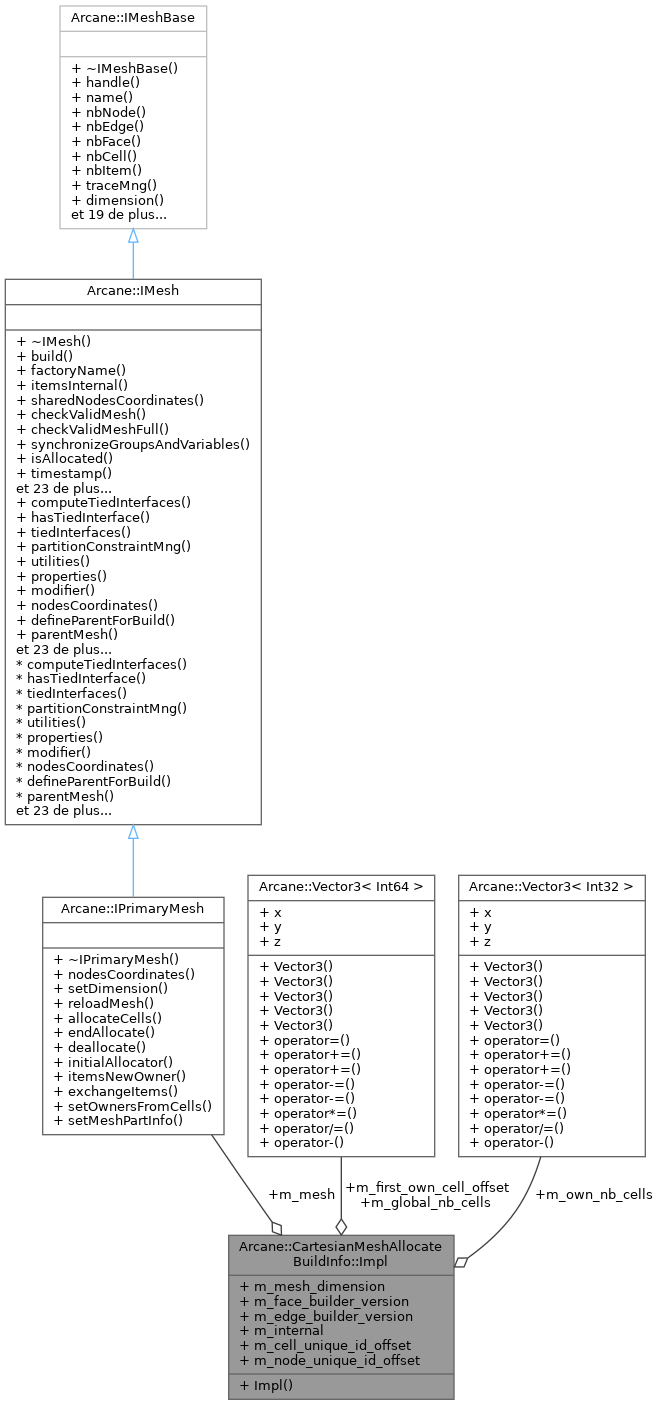 Arcane::IMeshBase
+ ~IMeshBase()
+ handle()
+ name()
+ nbNode()
+ nbEdge()
+ nbFace()
+ nbCell()
+ nbItem()
+ traceMng()
+ dimension()
et 19 de plus...
Arcane::IMesh
+ ~IMesh()
+ build()
+ factoryName()
+ itemsInternal()
+ sharedNodesCoordinates()
+ checkValidMesh()
+ checkValidMeshFull()
+ synchronizeGroupsAndVariables()
+ isAllocated()
+ timestamp()
et 23 de plus...
+ computeTiedInterfaces()
+ hasTiedInterface()
+ tiedInterfaces()
+ partitionConstraintMng()
+ utilities()
+ properties()
+ modifier()
+ nodesCoordinates()
+ defineParentForBuild()
+ parentMesh()
et 23 de plus...
* computeTiedInterfaces()
* hasTiedInterface()
* tiedInterfaces()
* partitionConstraintMng()
* utilities()
* properties()
* modifier()
* nodesCoordinates()
* defineParentForBuild()
* parentMesh()
et 23 de plus...
Arcane::IPrimaryMesh
+ ~IPrimaryMesh()
+ nodesCoordinates()
+ setDimension()
+ reloadMesh()
+ allocateCells()
+ endAllocate()
+ deallocate()
+ initialAllocator()
+ itemsNewOwner()
+ exchangeItems()
+ setOwnersFromCells()
+ setMeshPartInfo()
Arcane::Vector3< Int64 >
+ x
+ y
+ z
+ Vector3()
+ Vector3()
+ Vector3()
+ Vector3()
+ Vector3()
+ operator=()
+ operator+=()
+ operator+=()
+ operator-=()
+ operator-=()
+ operator*=()
+ operator/=()
+ operator-()
Arcane::Vector3< Int32 >
+ x
+ y
+ z
+ Vector3()
+ Vector3()
+ Vector3()
+ Vector3()
+ Vector3()
+ operator=()
+ operator+=()
+ operator+=()
+ operator-=()
+ operator-=()
+ operator*=()
+ operator/=()
+ operator-()
+m_mesh
+m_first_own_cell_offset
+m_global_nb_cells
+m_own_nb_cells
Arcane::CartesianMeshAllocate
BuildInfo::Impl
+ m_mesh_dimension
+ m_face_builder_version
+ m_edge_builder_version
+ m_internal
+ m_cell_unique_id_offset
+ m_node_unique_id_offset
+ Impl()